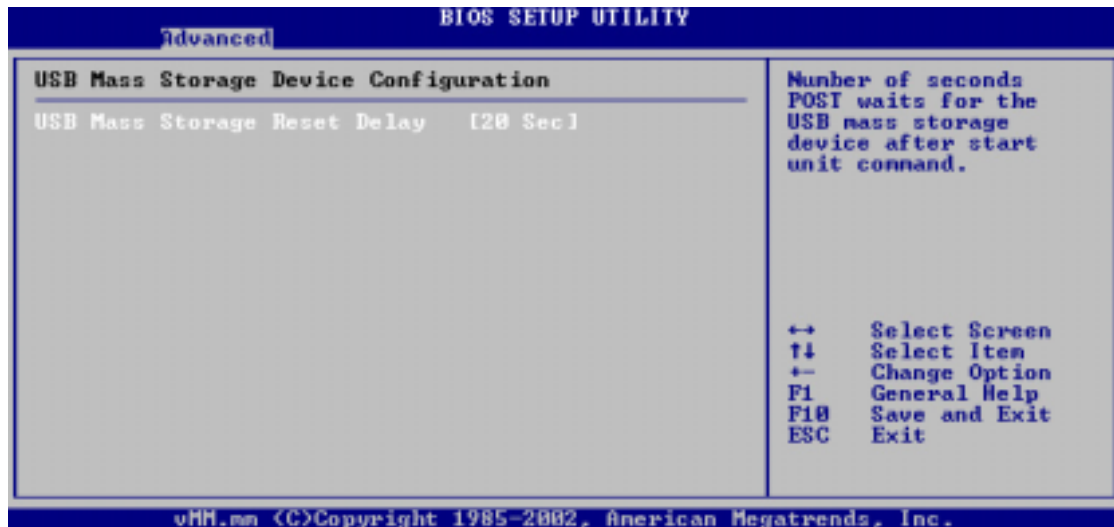 BIOS SETUP UTILITY
Advanced
USB Mass Storage Device Configuration
USB Mass Storage Reset Delay [20 Sec]
Number of seconds
POST waits for the
USB mass storage
device after start
unit command.
↔ Select Screen
↑↓ Select Item
+- Change Option
F1 General Help
F10 Save and Exit
ESC Exit
vMM.mm (C)Copyright 1985-2002, American Megatrends, Inc.